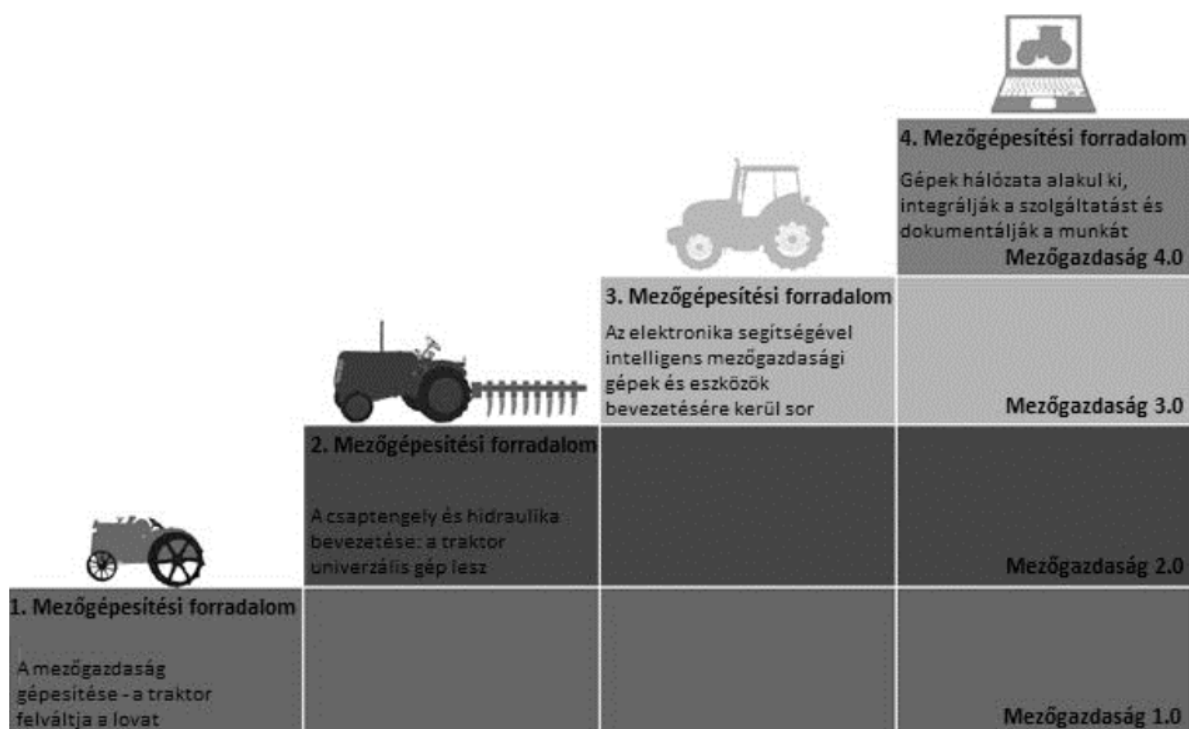 4. Mezőgépesítési forradalom
Gépek hálózata alakul ki,
integrálják a szolgáltatást és
dokumentálják a munkát
Mezőgazdaság 4.0
3. Mezőgépesítési forradalom
Az elektronika segítségével
intelligens mezőgazdasági
gépek és eszközök
bevezetésére kerül sor
Mezőgazdaság 3.0
2. Mezőgépesítési forradalom
A csaptengely és hidraulika
bevezetése: a traktor
univerzális gép lesz
Mezőgazdaság 2.0
1. Mezőgépesítési forradalom
A mezőgazdaság
gépesítése - a traktor
felváltja a lovat
Mezőgazdaság 1.0